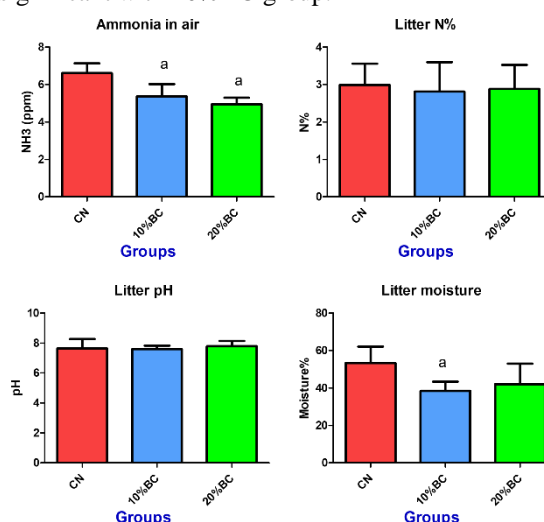 Ammonia in air
NH3 (ppm)
8
6
4
2
0
a
a
CN
10%BC
20%BC
Groups
Litter N%
N%
4
3
2
1
0
CN
10%BC
20%BC
Groups
Litter pH
pH
10
8
6
4
2
0
CN
10%BC
20%BC
Groups
Litter moisture
Moisture%
80
60
40
20
0
a
CN
10%BC
20%BC
Groups